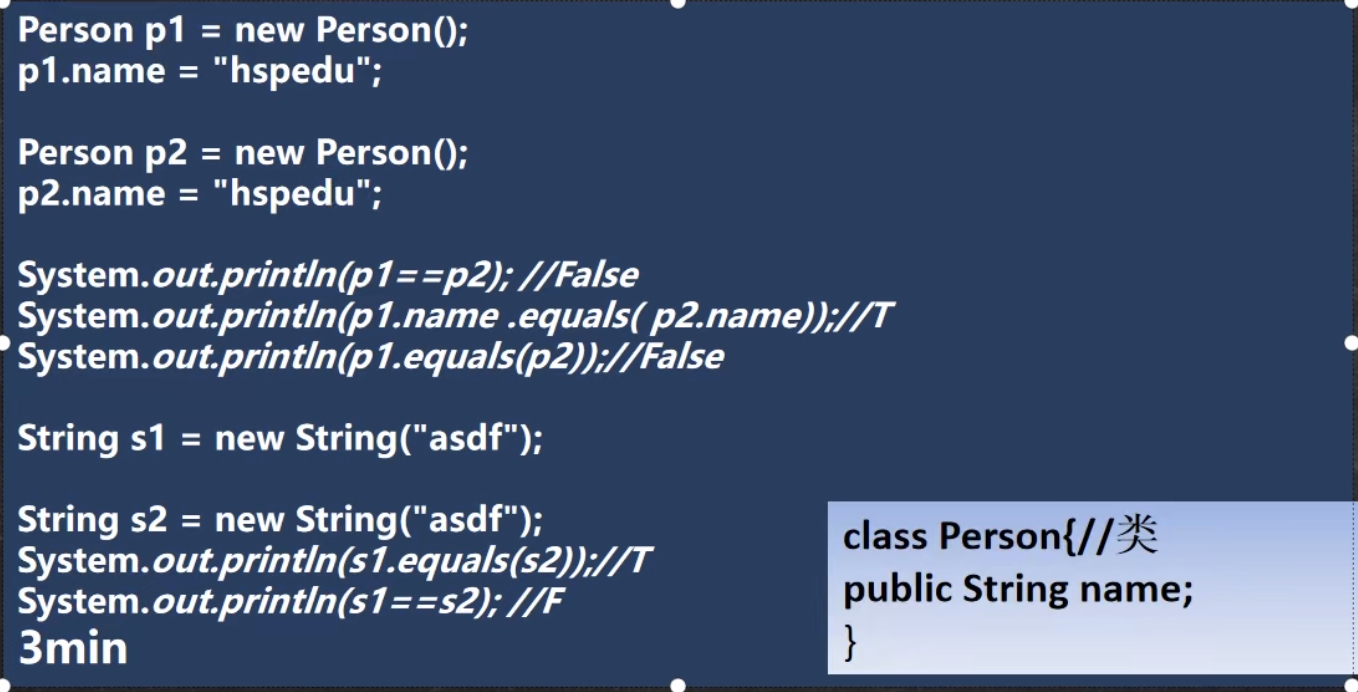 Person p1 = new Person();
p1.name = "hspedu";
Person p2 = new Person();
p2.name = "hspedu";
System.out.println(p1==p2); //False
System.out.println(p1.name .equals( p2.name));//T
System.out.println(p1.equals(p2));//False
String s1 = new String("asdf");
String s2 = new String("asdf");
System.out.println(s1.equals(s2));//T
System.out.println(s1==s2); //F
3min
class Person{//类
public String name;
}